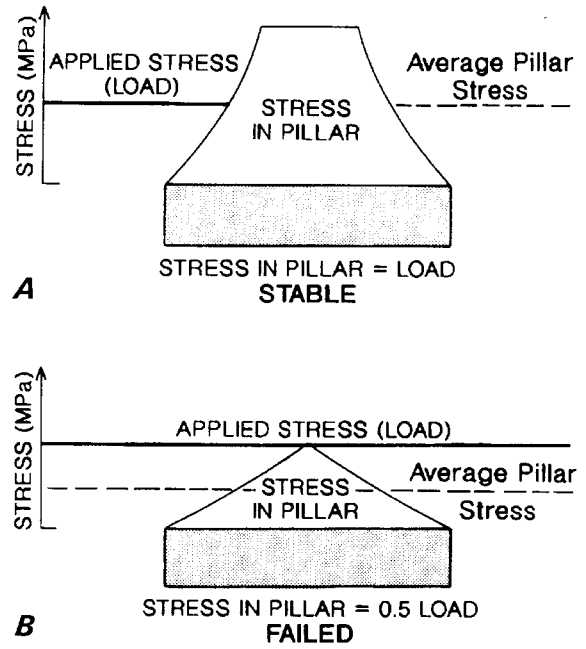 STRESS (MPa)
APPLIED STRESS
(LOAD)
Average Pillar
Stress
STRESS
IN PILLAR
STRESS IN PILLAR = LOAD
STABLE
A
STRESS (MPa)
APPLIED STRESS (LOAD)
Average Pillar
Stress
STRESS
IN PILLAR
STRESS IN PILLAR = 0.5 LOAD
FAILED
B